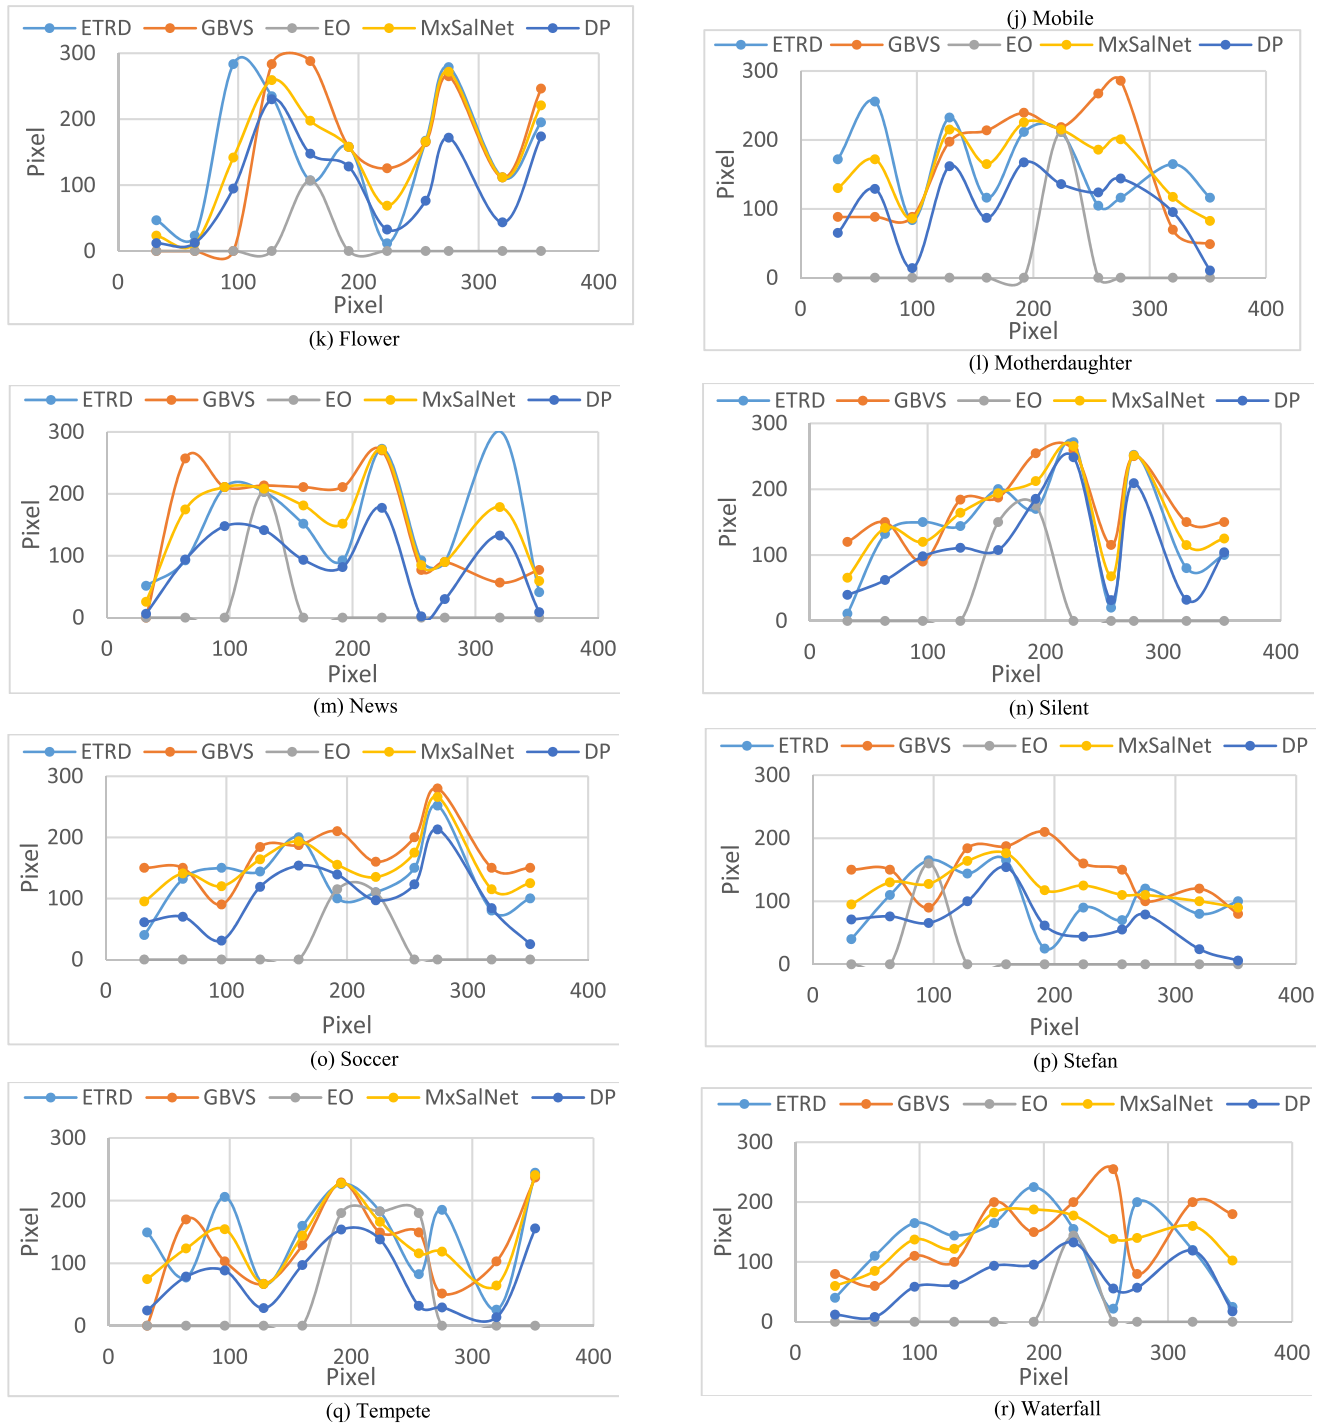 (j) Mobile
ETRD GBVS EO MxSalNet DP
300
200
100
0
0 100 200 300 400
Pixel
Pixel
(k) Flower
ETRD GBVS EO MxSalNet DP
300
200
100
0
0 100 200 300 400
Pixel
Pixel
(l) Motherdaughter
ETRD GBVS EO MxSalNet DP
300
200
100
0
0 100 200 300 400
Pixel
Pixel
(m) News
ETRD GBVS EO MxSalNet DP
300
200
100
0
0 100 200 300 400
Pixel
Pixel
(n) Silent
ETRD GBVS EO MxSalNet DP
300
200
100
0
0 100 200 300 400
Pixel
Pixel
(o) Soccer
ETRD GBVS EO MxSalNet DP
300
200
100
0
0 100 200 300 400
Pixel
Pixel
(p) Stefan
ETRD GBVS EO MxSalNet DP
300
200
100
0
0 100 200 300 400
Pixel
Pixel
(q) Tempete
ETRD GBVS EO MxSalNet DP
300
200
100
0
0 100 200 300 400
Pixel
Pixel
(r) Waterfall